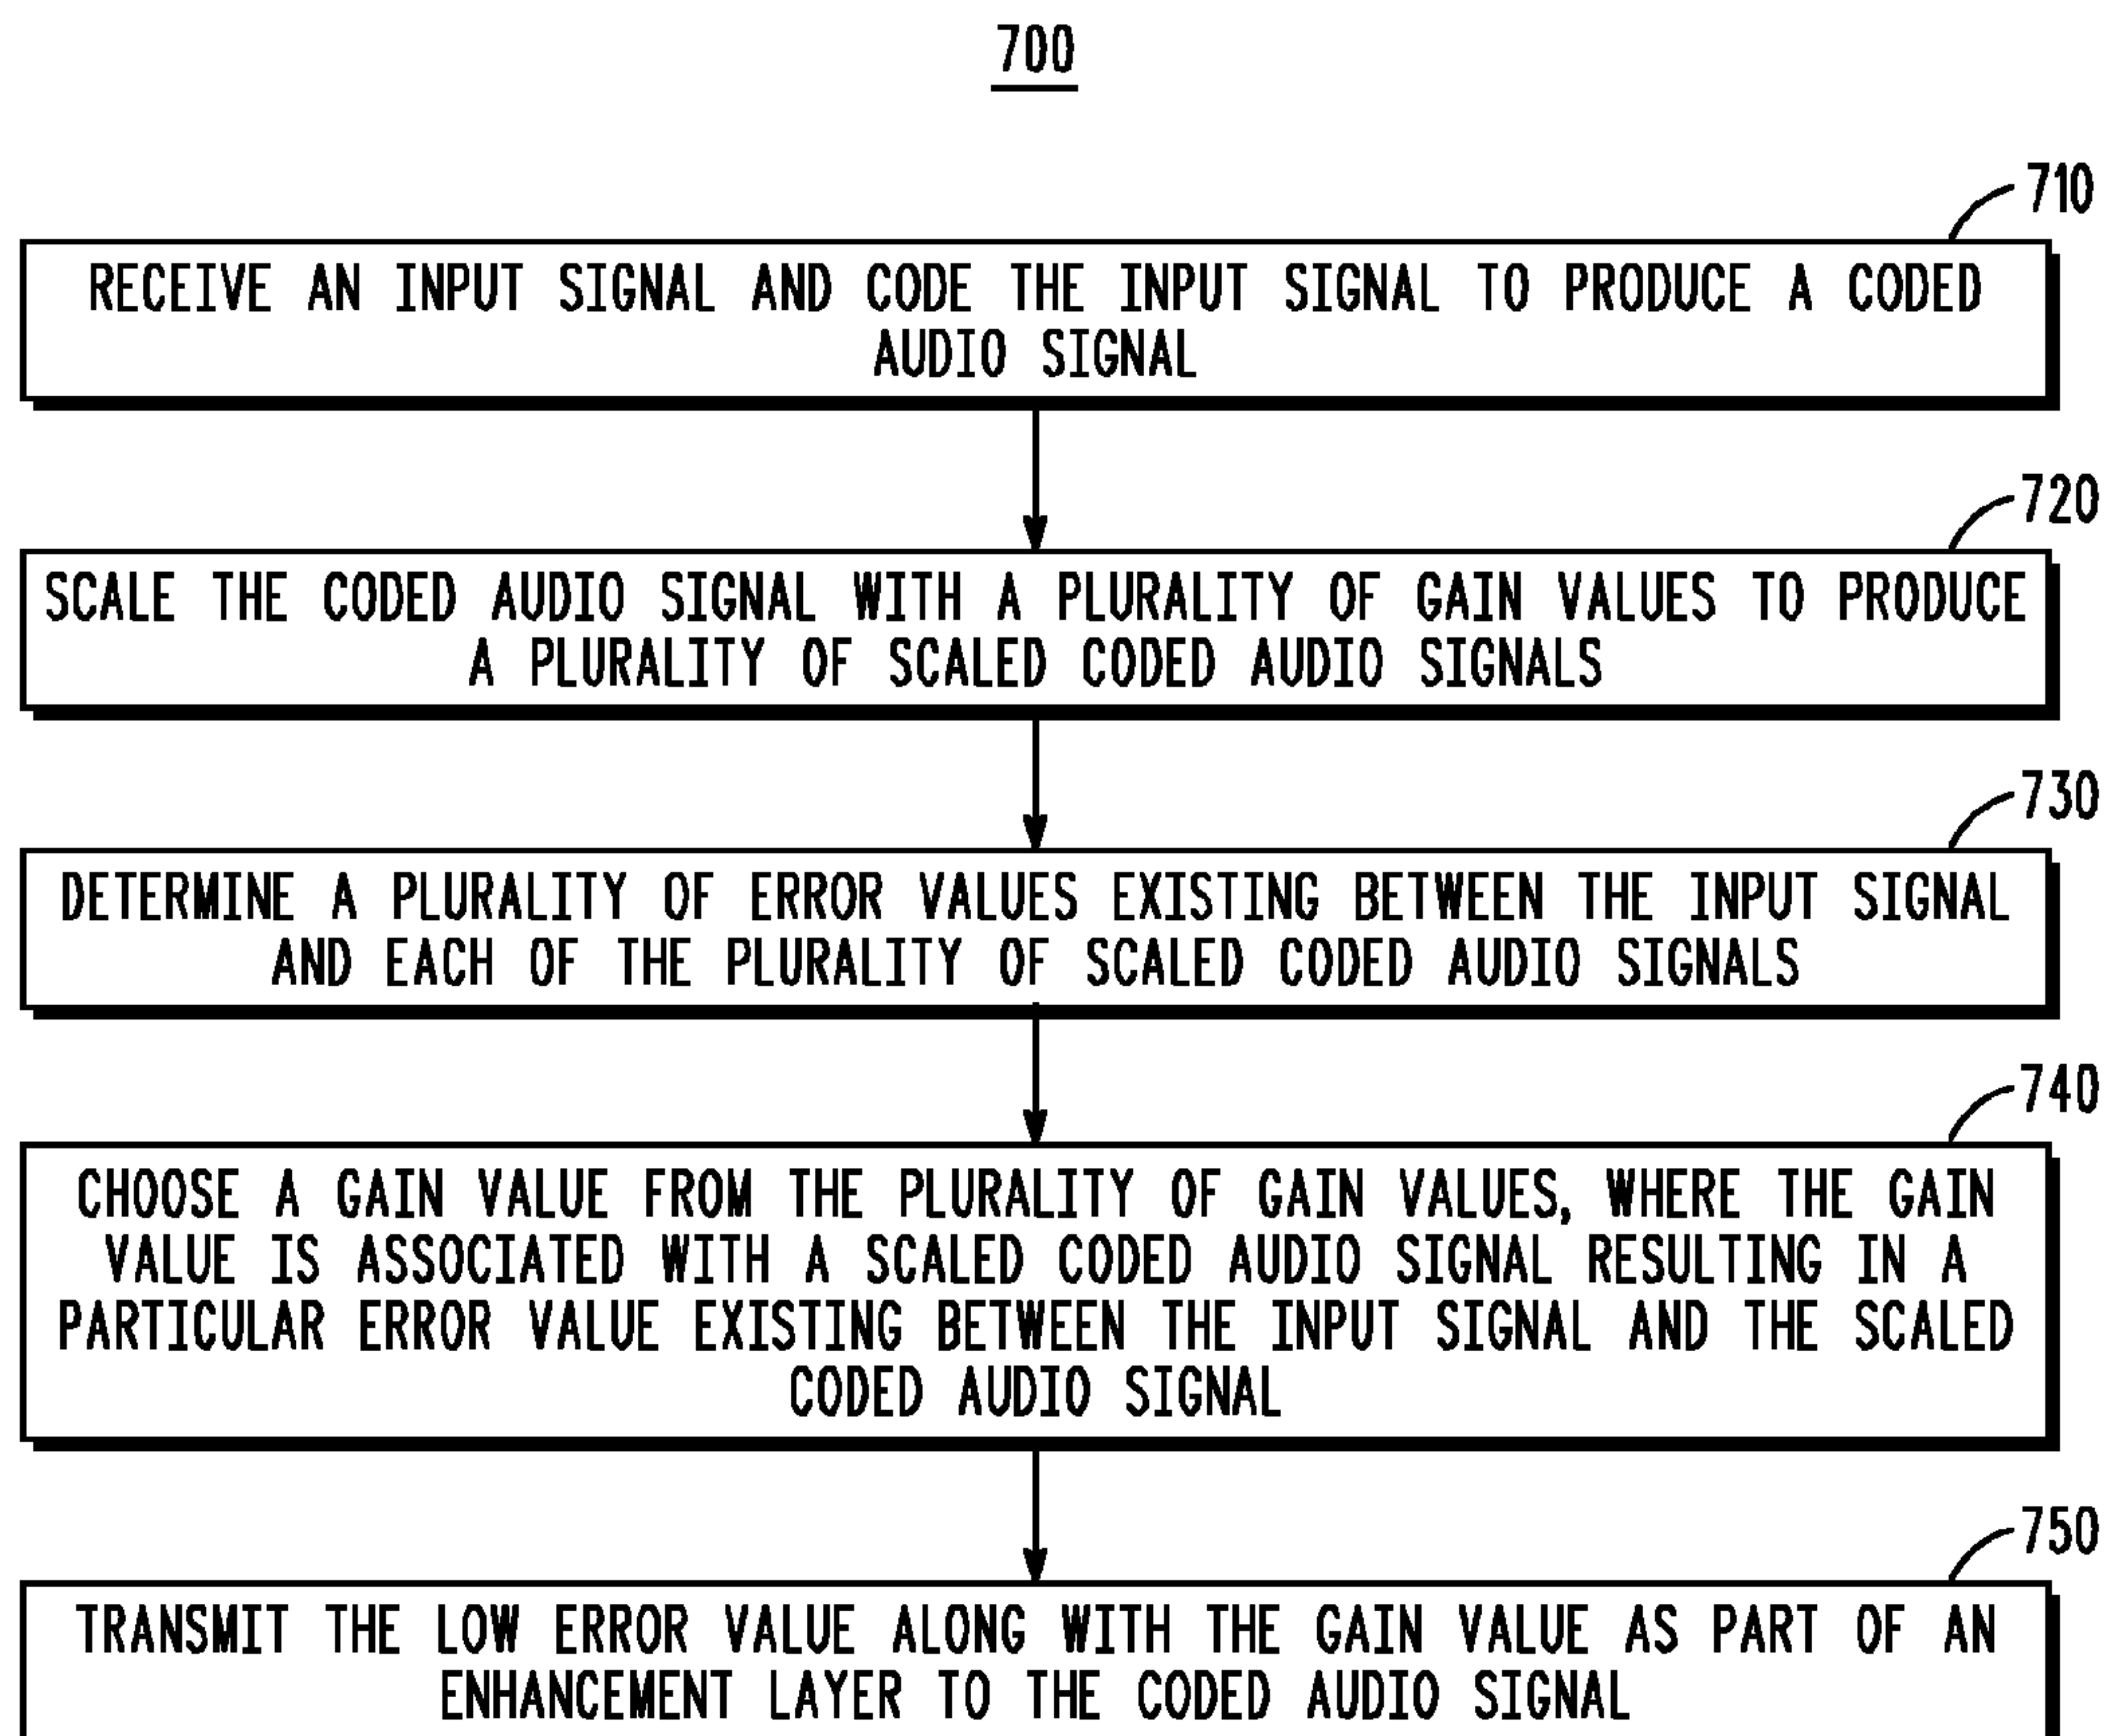 700
710
RECEIVE AN INPUT SIGNAL AND CODE THE INPUT SIGNAL TO PRODUCE A CODED
AUDIO SIGNAL
720
SCALE THE CODED AUDIO SIGNAL WITH A PLURALITY OF GAIN VALUES TO PRODUCE
A PLURALITY OF SCALED CODED AUDIO SIGNALS
730
DETERMINE A PLURALITY OF ERROR VALUES EXISTING BETWEEN THE INPUT SIGNAL
AND EACH OF THE PLURALITY OF SCALED CODED AUDIO SIGNALS
740
CHOOSE A GAIN VALUE FROM THE PLURALITY OF GAIN VALUES, WHERE THE GAIN
VALUE IS ASSOCIATED WITH A SCALED CODED AUDIO SIGNAL RESULTING IN A
PARTICULAR ERROR VALUE EXISTING BETWEEN THE INPUT SIGNAL AND THE SCALED
CODED AUDIO SIGNAL
750
TRANSMIT THE LOW ERROR VALUE ALONG WITH THE GAIN VALUE AS PART OF AN
ENHANCEMENT LAYER TO THE CODED AUDIO SIGNAL